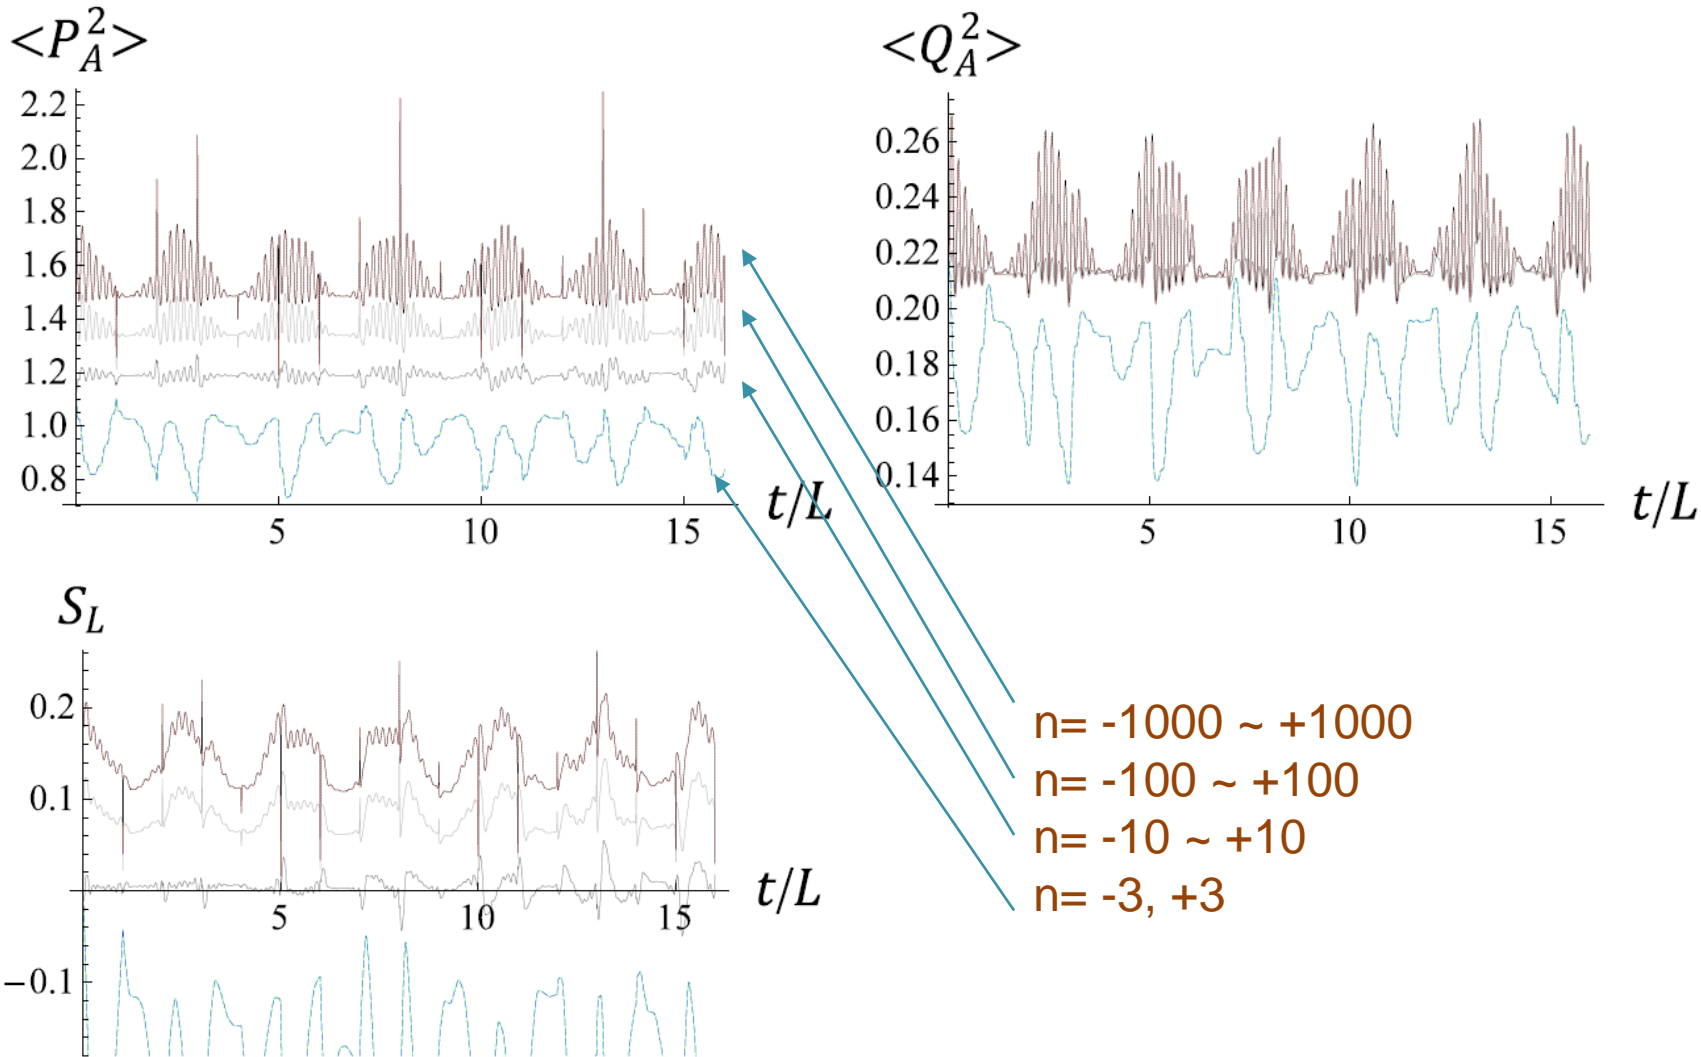 <P_A^2>
2.2
2.0
1.8
1.6
1.4
1.2
1.0
0.8
5 10 15
t/L
<Q_A^2>
0.26
0.24
0.22
0.20
0.18
0.16
0.14
5 10 15
t/L
S_L
0.2
0.1
−0.1
5 10 15
t/L
n= -1000 ~ +1000
n= -100 ~ +100
n= -10 ~ +10
n= -3, +3